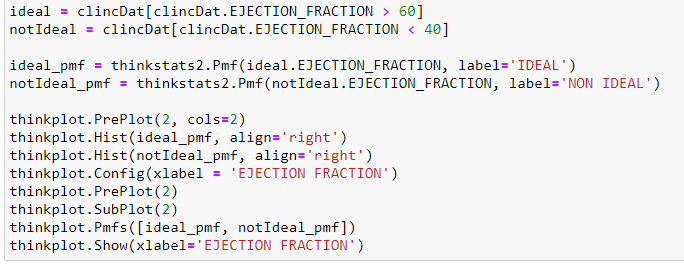 ideal = clincDat[clincDat.EJECTION_FRACTION > 60]
notIdeal = clincDat[clincDat.EJECTION_FRACTION < 40]

ideal_pmf = thinkstats2.Pmf(ideal.EJECTION_FRACTION, label='IDEAL')
notIdeal_pmf = thinkstats2.Pmf(notIdeal.EJECTION_FRACTION, label='NON IDEAL')

thinkplot.PrePlot(2, cols=2)
thinkplot.Hist(ideal_pmf, align='right')
thinkplot.Hist(notIdeal_pmf, align='right')
thinkplot.Config(xlabel = 'EJECTION FRACTION')
thinkplot.PrePlot(2)
thinkplot.SubPlot(2)
thinkplot.Pmfs([ideal_pmf, notIdeal_pmf])
thinkplot.Show(xlabel='EJECTION FRACTION')